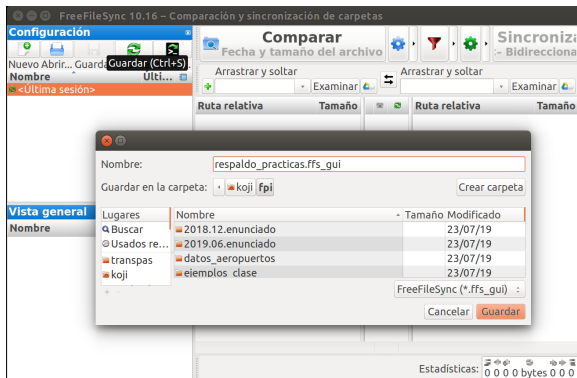 FreeFileSync 10.16 – Comparación y sincronización de carpetas
Configuración
Nuevo Abrir... Guarda
Guardar (Ctrl+S)
Nombre Últi...
<Última sesión>
Comparar
Fecha y tamaño del archivo
Sincroniza
:– Bidirecciona
Arrastrar y soltar
Examinar
Arrastrar y soltar
Examinar
Ruta relativa Tamaño
Ruta relativa Tamaño
Nombre: respaldo_practicas.ffs_gui
Guardar en la carpeta: koji fpi Crear carpeta
Lugares
Buscar
Usados re...
transpas
koji
Nombre Tamaño Modificado
2018.12.enunciado 23/07/19
2019.06.enunciado 23/07/19
datos_aeropuertos 23/07/19
ejemplos_clase 23/07/19
FreeFileSync (*.ffs_gui)
Cancelar Guardar
Vista general
Nombre
Estadísticas: 0 0 0 0 bytes 0 0 0